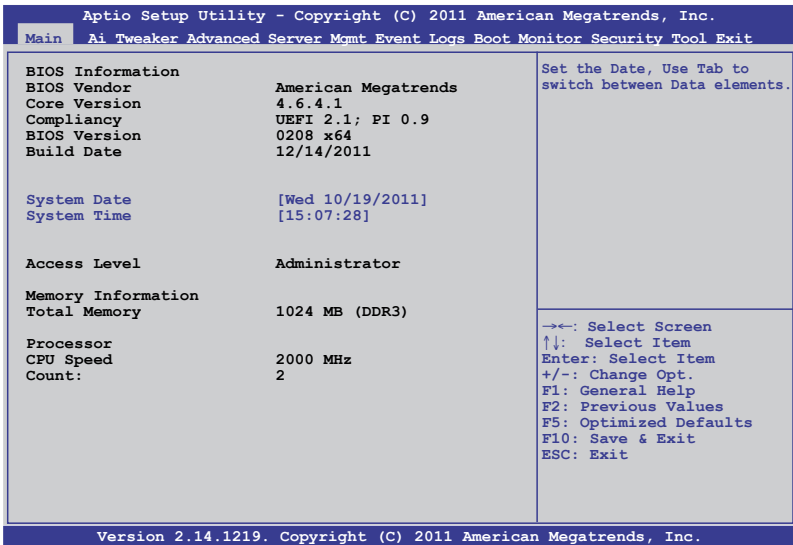 Aptio Setup Utility - Copyright (C) 2011 American Megatrends, Inc.
Main Ai Tweaker Advanced Server Mgmt Event Logs Boot Monitor Security Tool Exit
BIOS Information
BIOS Vendor American Megatrends
Core Version 4.6.4.1
Compliancy UEFI 2.1; PI 0.9
BIOS Version 0208 x64
Build Date 12/14/2011
System Date [Wed 10/19/2011]
System Time [15:07:28]
Access Level Administrator
Memory Information
Total Memory 1024 MB (DDR3)
Processor
CPU Speed 2000 MHz
Count: 2
Set the Date, Use Tab to
switch between Data elements.
→←: Select Screen
↑↓: Select Item
Enter: Select Item
+/-: Change Opt.
F1: General Help
F2: Previous Values
F5: Optimized Defaults
F10: Save & Exit
ESC: Exit
Version 2.14.1219. Copyright (C) 2011 American Megatrends, Inc.